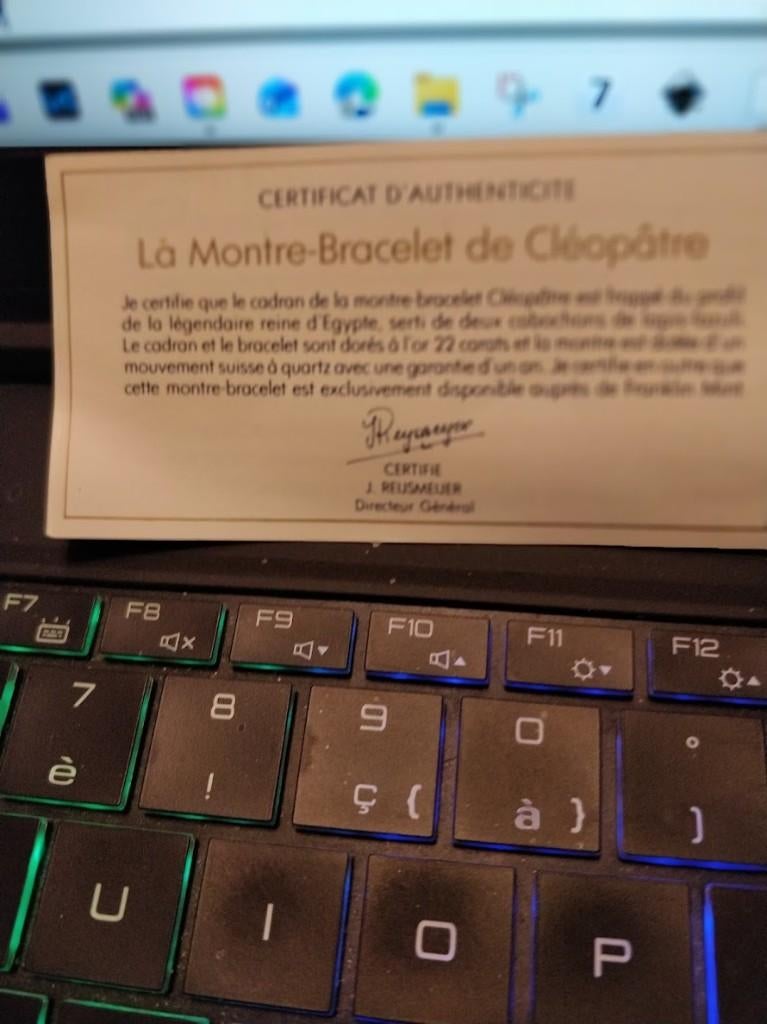 7
CERTIFICAT D'AUTHENTICITE
La Montre-Bracelet de Cléopâtre
Je certifie que le cadran de la montre-bracelet Cléopâtre est frappé du profil
de la légendaire reine d'Egypte, serti de deux cabochons de lapis-lazuli.
Le cadran et le bracelet sont dorés à l'or 22 carats et la montre est dotée d'un
mouvement suisse à quartz avec une garantie d'un an. Je certifie en outre que
cette montre-bracelet est exclusivement disponible auprès de Franklin Mint
CERTIFIE
J. REUSMEUER
Directeur Général
F7 F8 F9 F10 F11 F12
7 8 9 0 °
è ! ç { à } )
U I O P